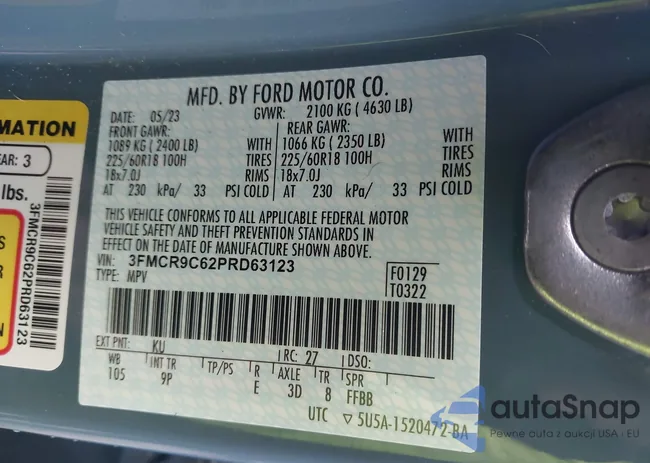 MFD. BY FORD MOTOR CO.
DATE: 05/23 GVWR: 2100 KG ( 4630 LB)
FRONT GAWR: REAR GAWR:
1089 KG ( 2400 LB) WITH 1066 KG ( 2350 LB) WITH
225/60R18 100H TIRES 225/60R18 100H TIRES
18x7.0J RIMS 18x7.0J RIMS
AT 230 kPa/ 33 PSI COLD AT 230 kPa/ 33 PSI COLD
THIS VEHICLE CONFORMS TO ALL APPLICABLE FEDERAL MOTOR
VEHICLE SAFETY AND THEFT PREVENTION STANDARDS IN
EFFECT ON THE DATE OF MANUFACTURE SHOWN ABOVE.
VIN: 3FMCR9C62PRD63123
TYPE: MPV
F0129
T0322
EXT PNT: KU RC: 27 DSO:
WB INT TR TP/PS R AXLE TR SPR
105 9P E 3D 8 FFBB
UTC 5U5A-1520472-BA
MATION
EAR: 3
lbs.
3FMCR9C62PRD63123
autaSnap
Pewne auta z aukcji USA - EU